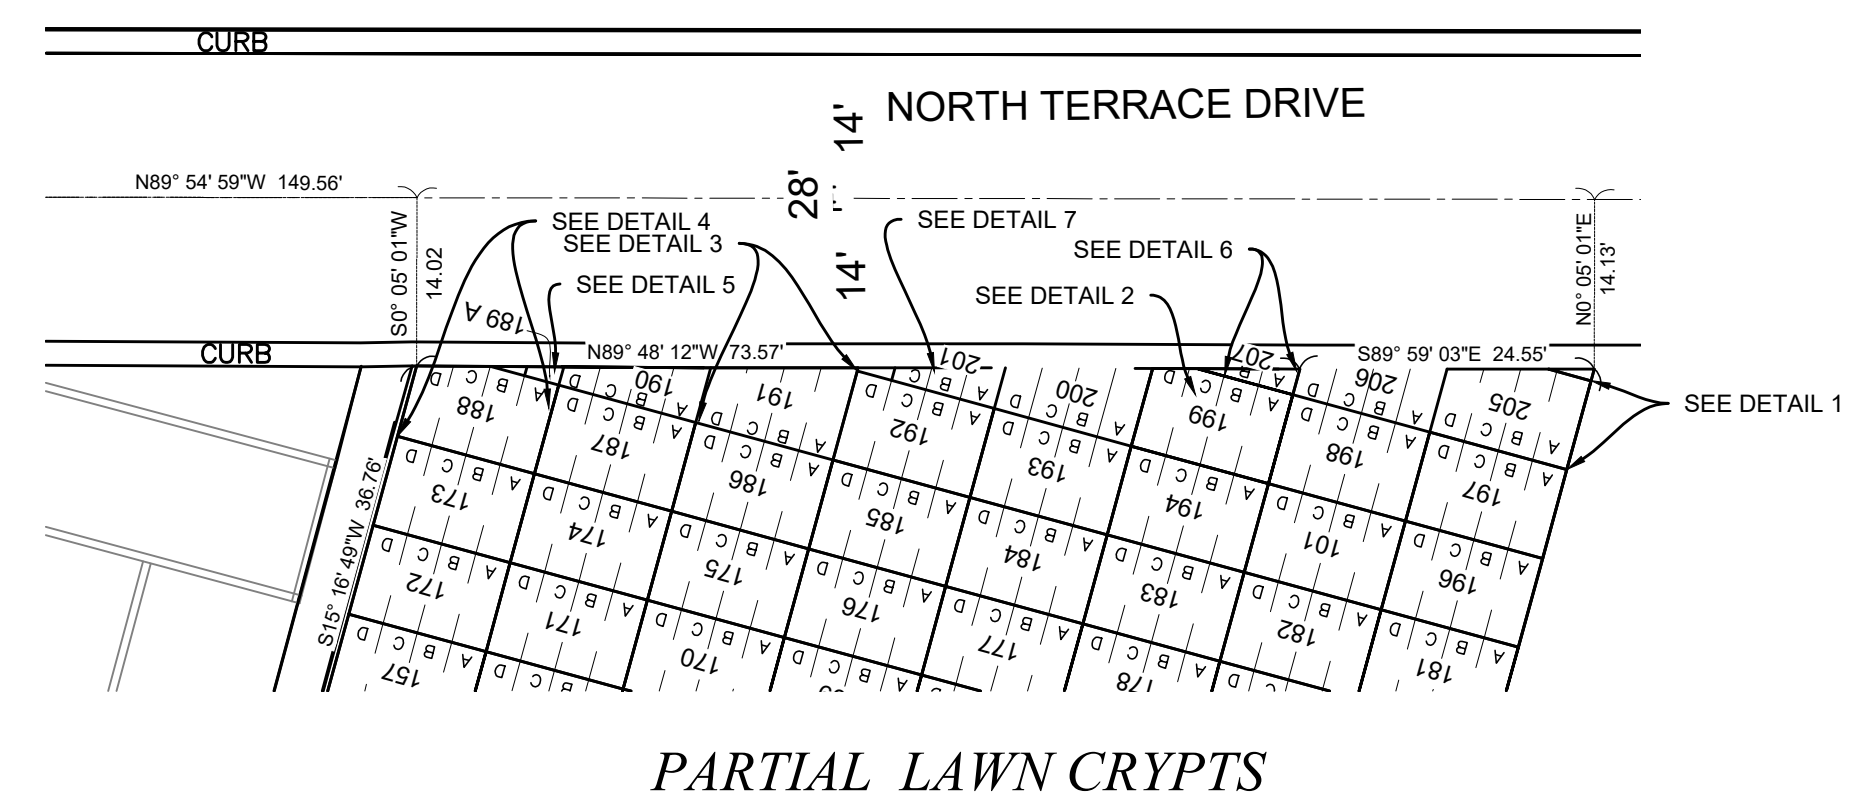 CURB
NORTH TERRACE DRIVE
14'
28'
14'
N89° 54' 59"W 149.56'
S0° 05' 01"W
14.02
SEE DETAIL 4
SEE DETAIL 3
SEE DETAIL 5
SEE DETAIL 7
SEE DETAIL 6
SEE DETAIL 2
N0° 05' 01"E
14.13'
CURB
189 A
N89° 48' 12"W 73.57'
S89° 59' 03"E 24.55'
SEE DETAIL 1
S15° 16' 49"W 36.76'
201
207
190
191
200
206
205
188
187
186
192
193
199
198
197
173
174
175
185
184
194
101
196
172
171
170
176
177
183
182
181
157
178
D C B A
PARTIAL LAWN CRYPTS